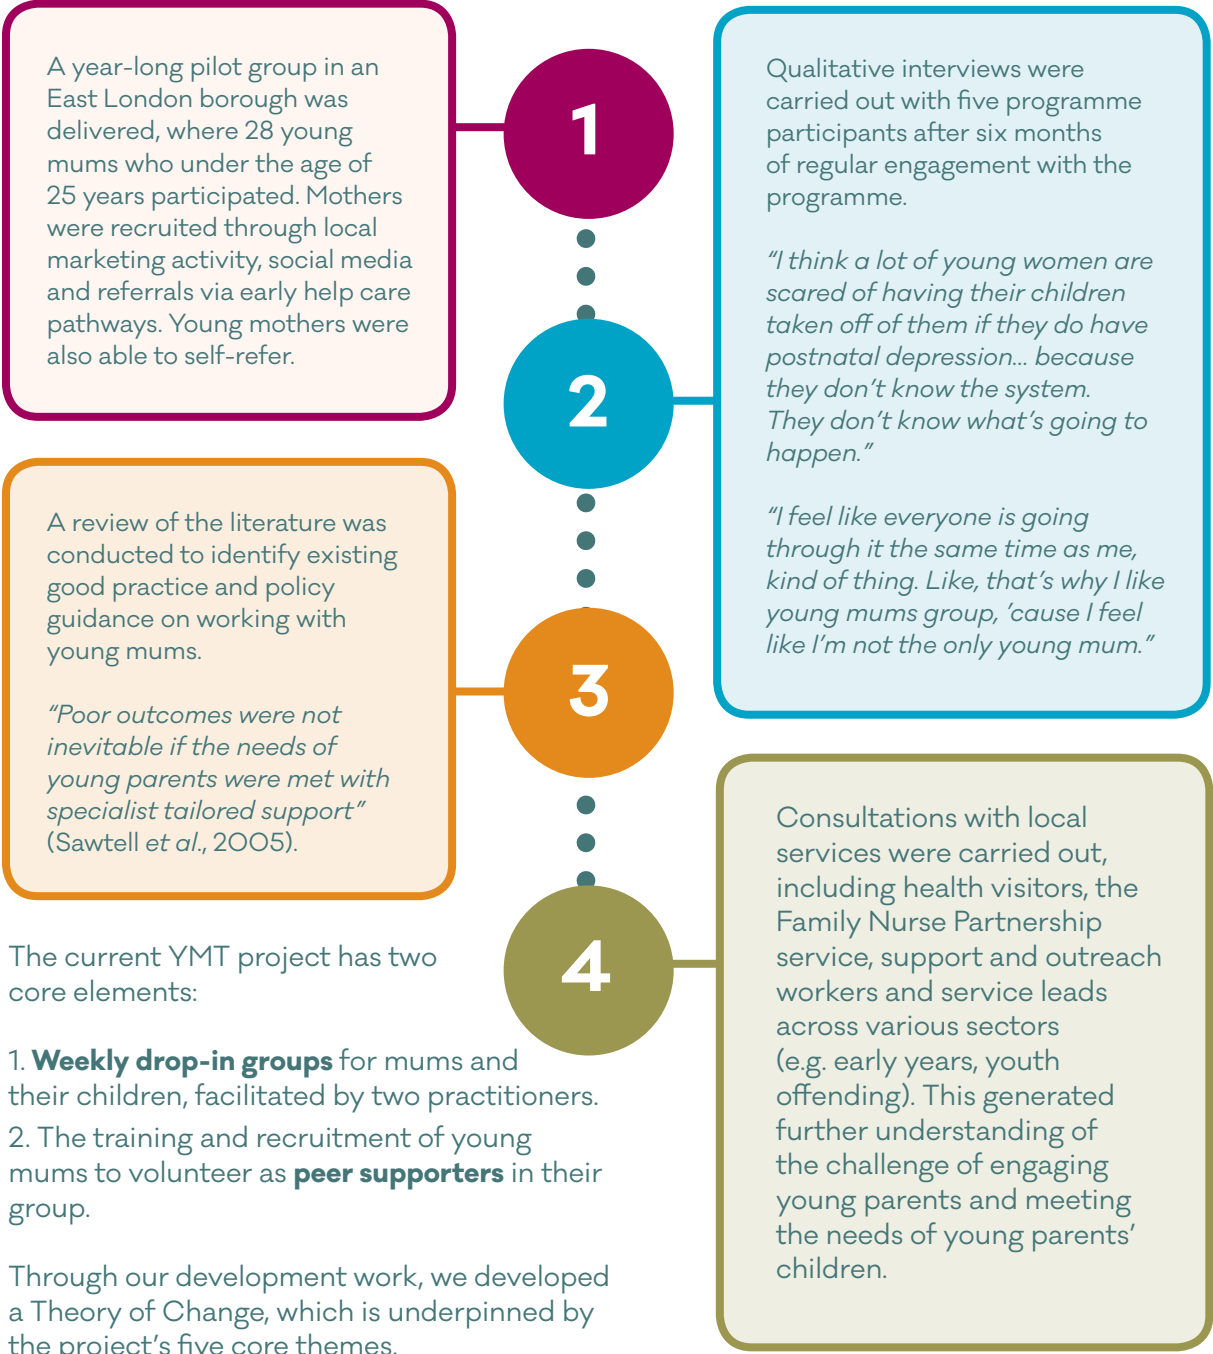 A year-long pilot group in an
East London borough was
delivered, where 28 young
mums who under the age of
25 years participated. Mothers
were recruited through local
marketing activity, social media
and referrals via early help care
pathways. Young mothers were
also able to self-refer.
1
Qualitative interviews were
carried out with five programme
participants after six months
of regular engagement with the
programme.
“I think a lot of young women are
scared of having their children
taken off of them if they do have
postnatal depression... because
they don’t know the system.
They don’t know what’s going to
happen.”
“I feel like everyone is going
through it the same time as me,
kind of thing. Like, that’s why I like
young mums group, ’cause I feel
like I’m not the only young mum.”
2
A review of the literature was
conducted to identify existing
good practice and policy
guidance on working with
young mums.
“Poor outcomes were not
inevitable if the needs of
young parents were met with
specialist tailored support”
(Sawtell et al., 2005).
3
4
Consultations with local
services were carried out,
including health visitors, the
Family Nurse Partnership
service, support and outreach
workers and service leads
across various sectors
(e.g. early years, youth
offending). This generated
further understanding of
the challenge of engaging
young parents and meeting
the needs of young parents’
children.
The current YMT project has two
core elements:
1. Weekly drop-in groups for mums and
their children, facilitated by two practitioners.
2. The training and recruitment of young
mums to volunteer as peer supporters in their
group.
Through our development work, we developed
a Theory of Change, which is underpinned by
the project’s five core themes.